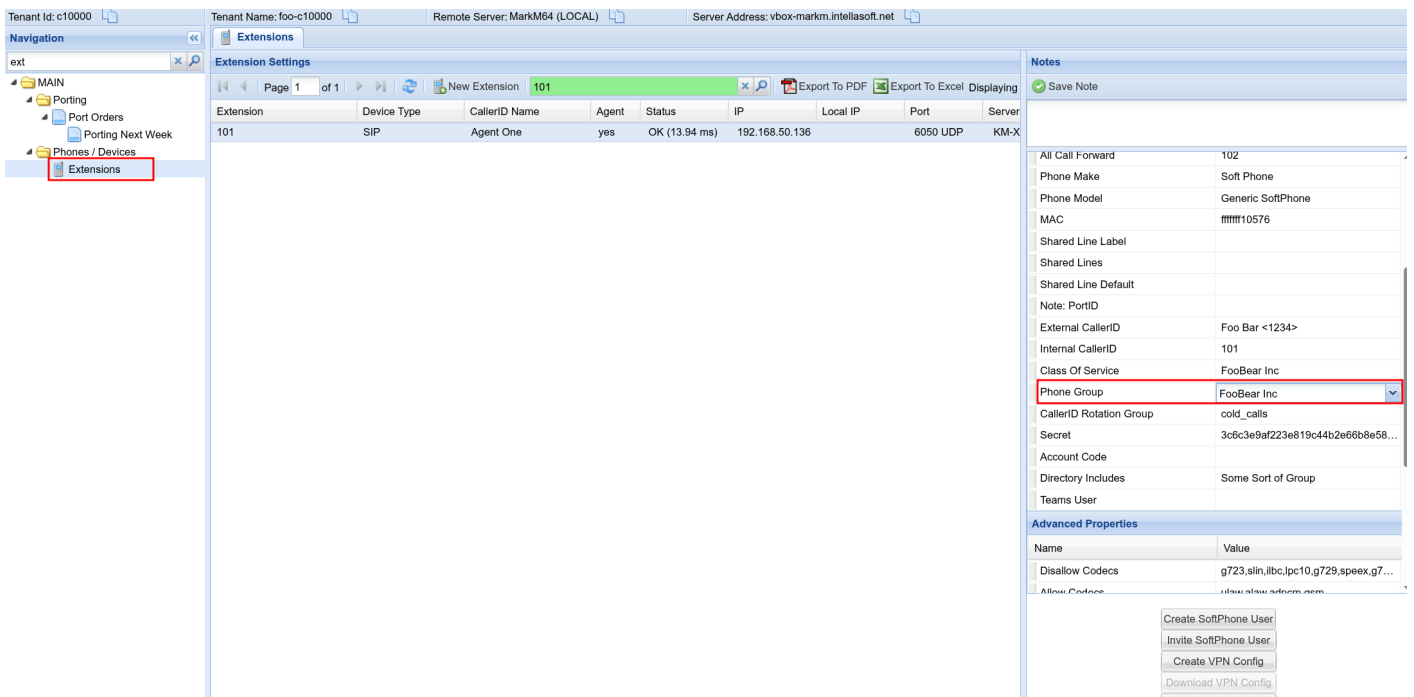 Tenant Id: c10000 Tenant Name: foo-c10000 Remote Server: MarkM64 (LOCAL) Server Address: vbox-markm.intellasoft.net
Navigation
ext
MAIN
Porting
Port Orders
Porting Next Week
Phones / Devices
Extensions
Extensions
Extension Settings
Page 1 of 1 New Extension 101 Export To PDF Export To Excel Displaying
Extension Device Type CallerID Name Agent Status IP Local IP Port Server
101 SIP Agent One yes OK (13.94 ms) 192.168.50.136 6050 UDP KM-X
Notes
Save Note
All Call Forward 102
Phone Make Soft Phone
Phone Model Generic SoftPhone
MAC fffffff10576
Shared Line Label
Shared Lines
Shared Line Default
Note: PortID
External CallerID Foo Bar <1234>
Internal CallerID 101
Class Of Service FooBear Inc
Phone Group FooBear Inc
CallerID Rotation Group cold_calls
Secret 3c6c3e9af223e819c44b2e66b8e58...
Account Code
Directory Includes Some Sort of Group
Teams User
Advanced Properties
Name Value
Disallow Codecs g723,slin,ilbc,lpc10,g729,speex,g7...
Allow Codecs ulaw,alaw,adpcm,gsm
Create SoftPhone User
Invite SoftPhone User
Create VPN Config
Download VPN Config